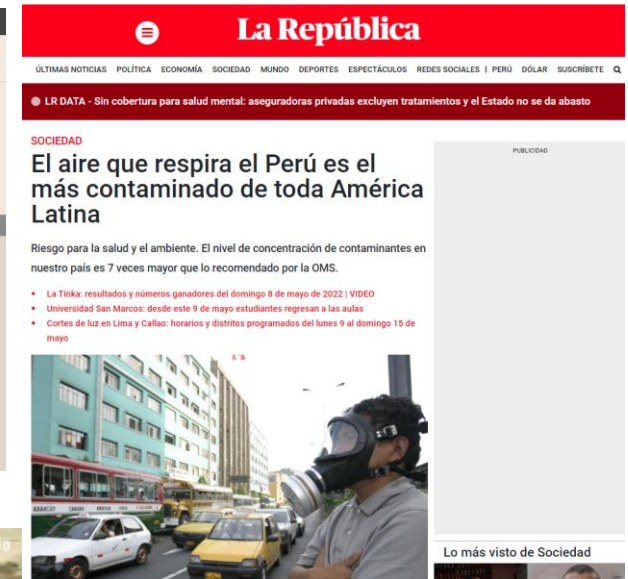 La República
ÚLTIMAS NOTICIAS POLÍTICA ECONOMÍA SOCIEDAD MUNDO DEPORTES ESPECTÁCULOS REDES SOCIALES | PERÚ DÓLAR SUSCRÍBETE
LR DATA - Sin cobertura para salud mental: aseguradoras privadas excluyen tratamientos y el Estado no se da abasto
SOCIEDAD
El aire que respira el Perú es el
más contaminado de toda América
Latina
PUBLICIDAD
Riesgo para la salud y el ambiente. El nivel de concentración de contaminantes en
nuestro país es 7 veces mayor que lo recomendado por la OMS.
• La Tinka: resultados y números ganadores del domingo 8 de mayo de 2022 | VIDEO
• Universidad San Marcos: desde este 9 de mayo estudiantes regresan a las aulas
• Cortes de luz en Lima y Callao: horarios y distritos programados del lunes 9 al domingo 15 de
mayo
Lo más visto de Sociedad